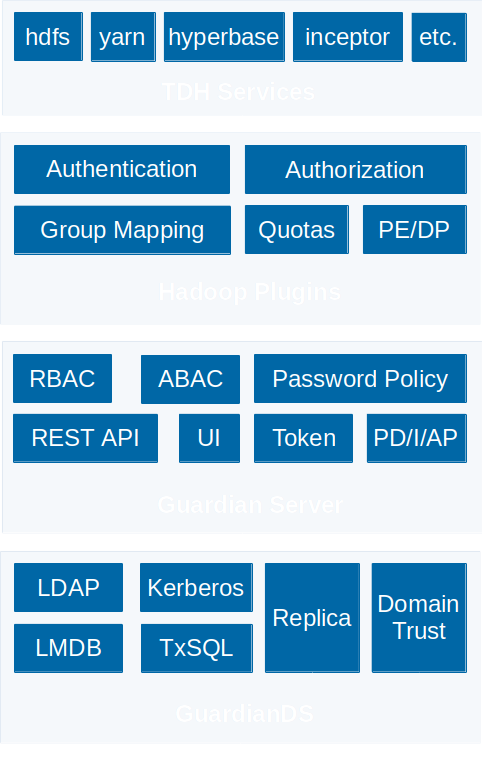 hdfs yarn hyperbase inceptor etc.
TDH Services
Authentication Authorization
Group Mapping Quotas PE/DP
Hadoop Plugins
RBAC ABAC Password Policy
REST API UI Token PD/I/AP
Guardian Server
LDAP Kerberos
Replica
Domain
Trust
LMDB TxSQL
GuardianDS